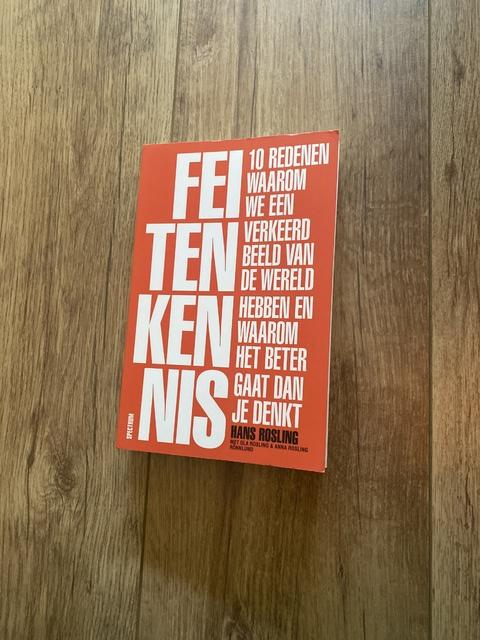 FEI
TEN
KEN
NIS
10 REDENEN
WAAROM
WE EEN
VERKEERD
BEELD VAN
DE WERELD
HEBBEN EN
WAAROM
HET BETER
GAAT DAN
JE DENKT
HANS ROSLING
MET OLA ROSLING & ANNA ROSLING
RÖNNLUND
SPECTRUM